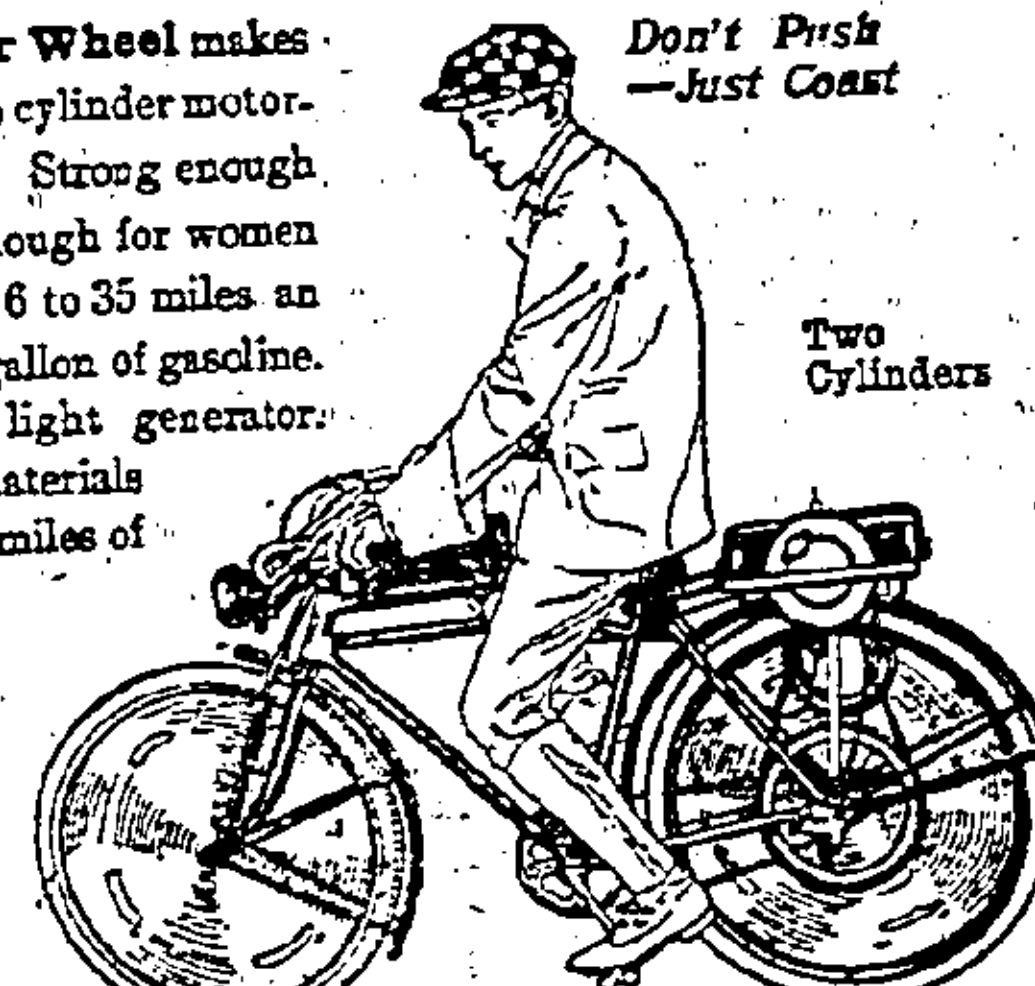 r Wheel makes
cylinder motor-
Strong enough
ough for women
6 to 35 miles an
gallon of gasoline.
light generator.
aterials
miles of
Don't Push
—Just Coast
Two
Cylinders